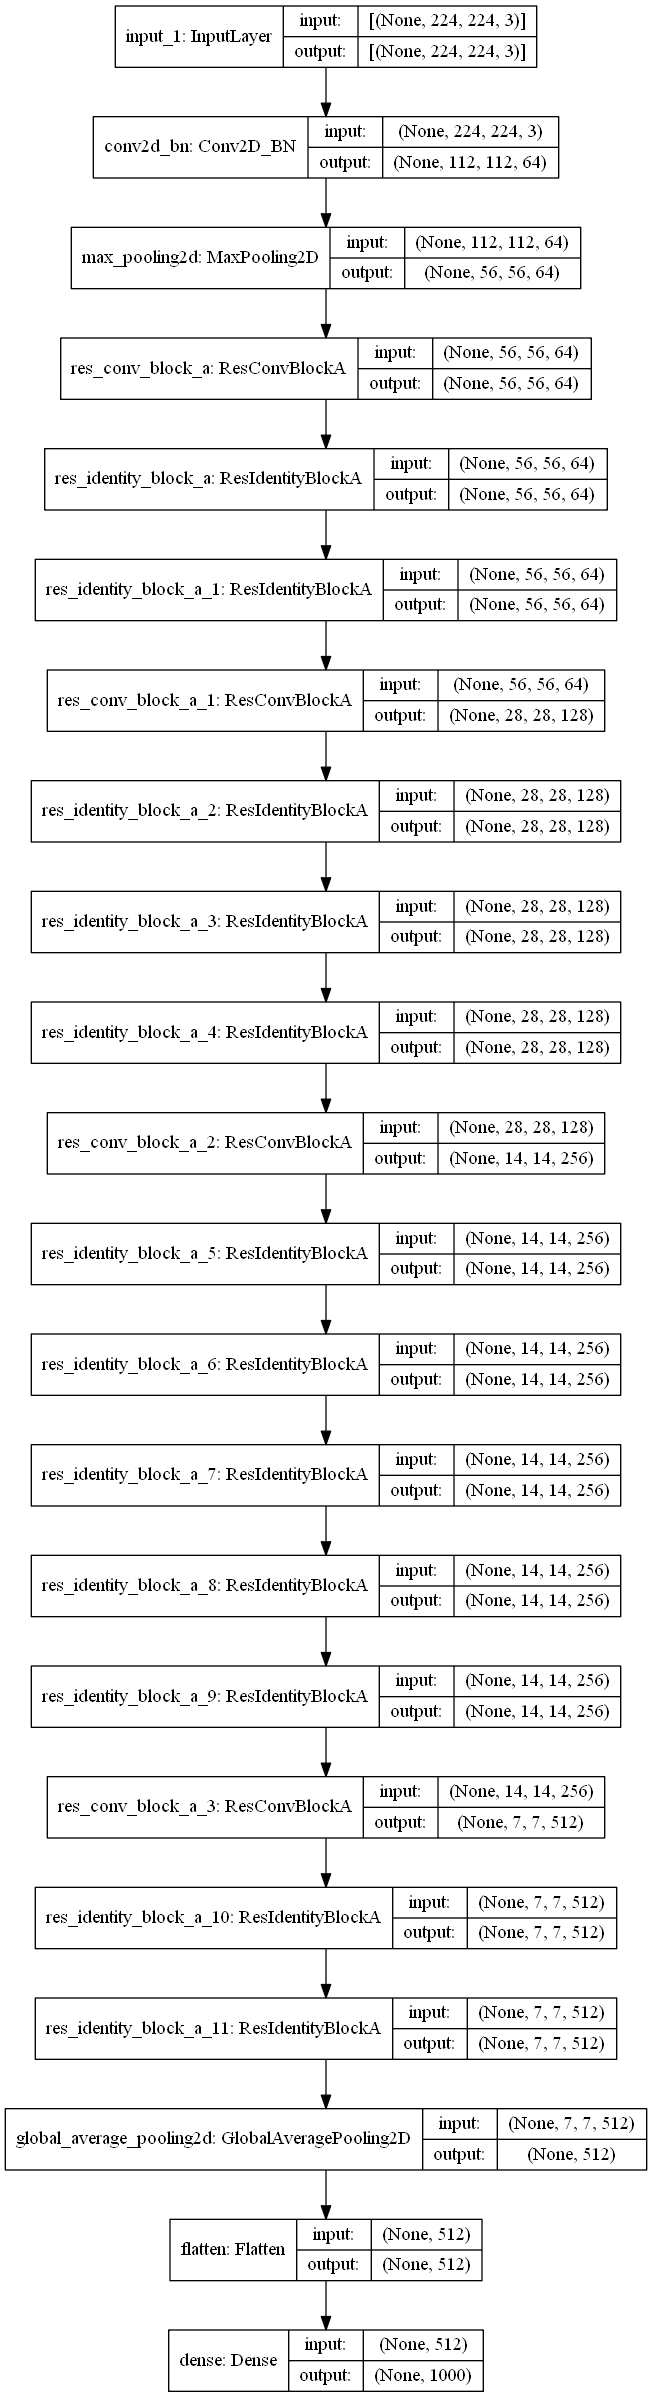 input_1: InputLayer
input: [(None, 224, 224, 3)]
output: [(None, 224, 224, 3)]
conv2d_bn: Conv2D_BN
input: (None, 224, 224, 3)
output: (None, 112, 112, 64)
max_pooling2d: MaxPooling2D
input: (None, 112, 112, 64)
output: (None, 56, 56, 64)
res_conv_block_a: ResConvBlockA
input: (None, 56, 56, 64)
output: (None, 56, 56, 64)
res_identity_block_a: ResIdentityBlockA
input: (None, 56, 56, 64)
output: (None, 56, 56, 64)
res_identity_block_a_1: ResIdentityBlockA
input: (None, 56, 56, 64)
output: (None, 56, 56, 64)
res_conv_block_a_1: ResConvBlockA
input: (None, 56, 56, 64)
output: (None, 28, 28, 128)
res_identity_block_a_2: ResIdentityBlockA
input: (None, 28, 28, 128)
output: (None, 28, 28, 128)
res_identity_block_a_3: ResIdentityBlockA
input: (None, 28, 28, 128)
output: (None, 28, 28, 128)
res_identity_block_a_4: ResIdentityBlockA
input: (None, 28, 28, 128)
output: (None, 28, 28, 128)
res_conv_block_a_2: ResConvBlockA
input: (None, 28, 28, 128)
output: (None, 14, 14, 256)
res_identity_block_a_5: ResIdentityBlockA
input: (None, 14, 14, 256)
output: (None, 14, 14, 256)
res_identity_block_a_6: ResIdentityBlockA
input: (None, 14, 14, 256)
output: (None, 14, 14, 256)
res_identity_block_a_7: ResIdentityBlockA
input: (None, 14, 14, 256)
output: (None, 14, 14, 256)
res_identity_block_a_8: ResIdentityBlockA
input: (None, 14, 14, 256)
output: (None, 14, 14, 256)
res_identity_block_a_9: ResIdentityBlockA
input: (None, 14, 14, 256)
output: (None, 14, 14, 256)
res_conv_block_a_3: ResConvBlockA
input: (None, 14, 14, 256)
output: (None, 7, 7, 512)
res_identity_block_a_10: ResIdentityBlockA
input: (None, 7, 7, 512)
output: (None, 7, 7, 512)
res_identity_block_a_11: ResIdentityBlockA
input: (None, 7, 7, 512)
output: (None, 7, 7, 512)
global_average_pooling2d: GlobalAveragePooling2D
input: (None, 7, 7, 512)
output: (None, 512)
flatten: Flatten
input: (None, 512)
output: (None, 512)
dense: Dense
input: (None, 512)
output: (None, 1000)